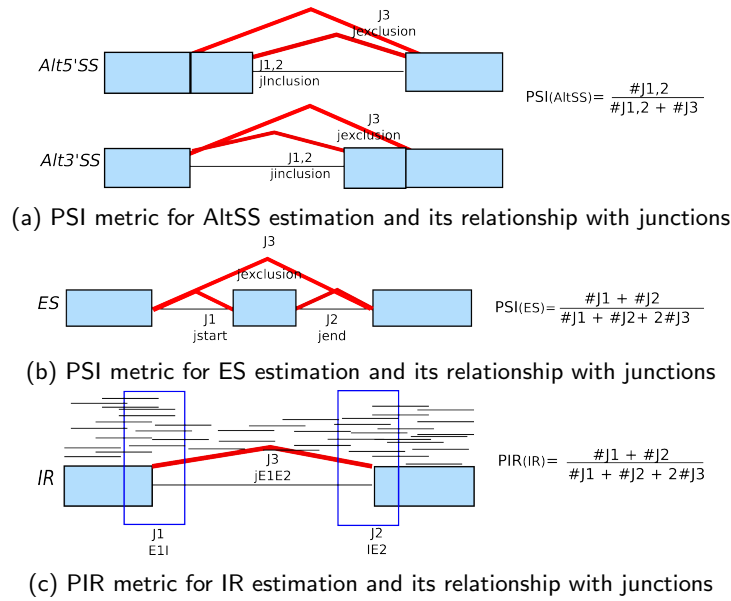 J3
jexclusion
Alt5'SS
J1,2
jInclusion
PSI(AltSS)= #J1,2
#J1,2 + #J3
J3
jexclusion
Alt3'SS
J1,2
jinclusion
(a) PSI metric for AltSS estimation and its relationship with junctions
J3
jexclusion
ES
J1
jstart
J2
jend
PSI(ES)= #J1 + #J2
#J1 + #J2+ 2#J3
(b) PSI metric for ES estimation and its relationship with junctions
IR
J3
jE1E2
PIR(IR)= #J1 + #J2
#J1 + #J2 + 2#J3
J1
E1I
J2
IE2
(c) PIR metric for IR estimation and its relationship with junctions